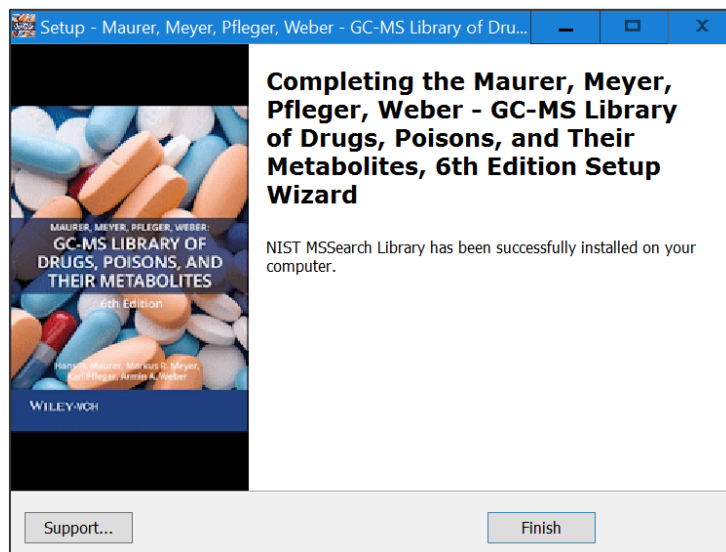 Setup - Maurer, Meyer, Pfleger, Weber - GC-MS Library of Dru...
Completing the Maurer, Meyer,
Pfleger, Weber - GC-MS Library
of Drugs, Poisons, and Their
Metabolites, 6th Edition Setup
Wizard
NIST MSSearch Library has been successfully installed on your
computer.
MAURER, MEYER, PFLEGER, WEBER:
GC-MS LIBRARY OF
DRUGS, POISONS, AND
THEIR METABOLITES
6th Edition
Hans H. Maurer, Markus R. Meyer,
Karl Pfleger, Armin A. Weber
WILEY-VCH
Support...
Finish